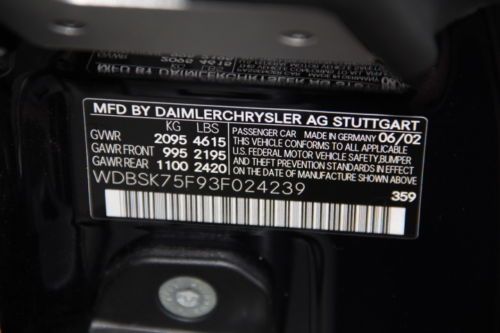 MFD BY DAIMLERCHRYSLER AG STUTTGART
KG LBS
GVWR 2095 4615
GAWR FRONT 995 2195
GAWR REAR 1100 2420
PASSENGER CAR MADE IN GERMANY 06/02
THIS VEHICLE CONFORMS TO ALL APPLICABLE
U.S. FEDERAL MOTOR VEHICLE SAFETY,BUMPER
AND THEFT PREVENTION STANDARDS IN EFFECT
ON THE DATE OF MANUFACTURE SHOWN ABOVE
WDBSK75F93F024239
359